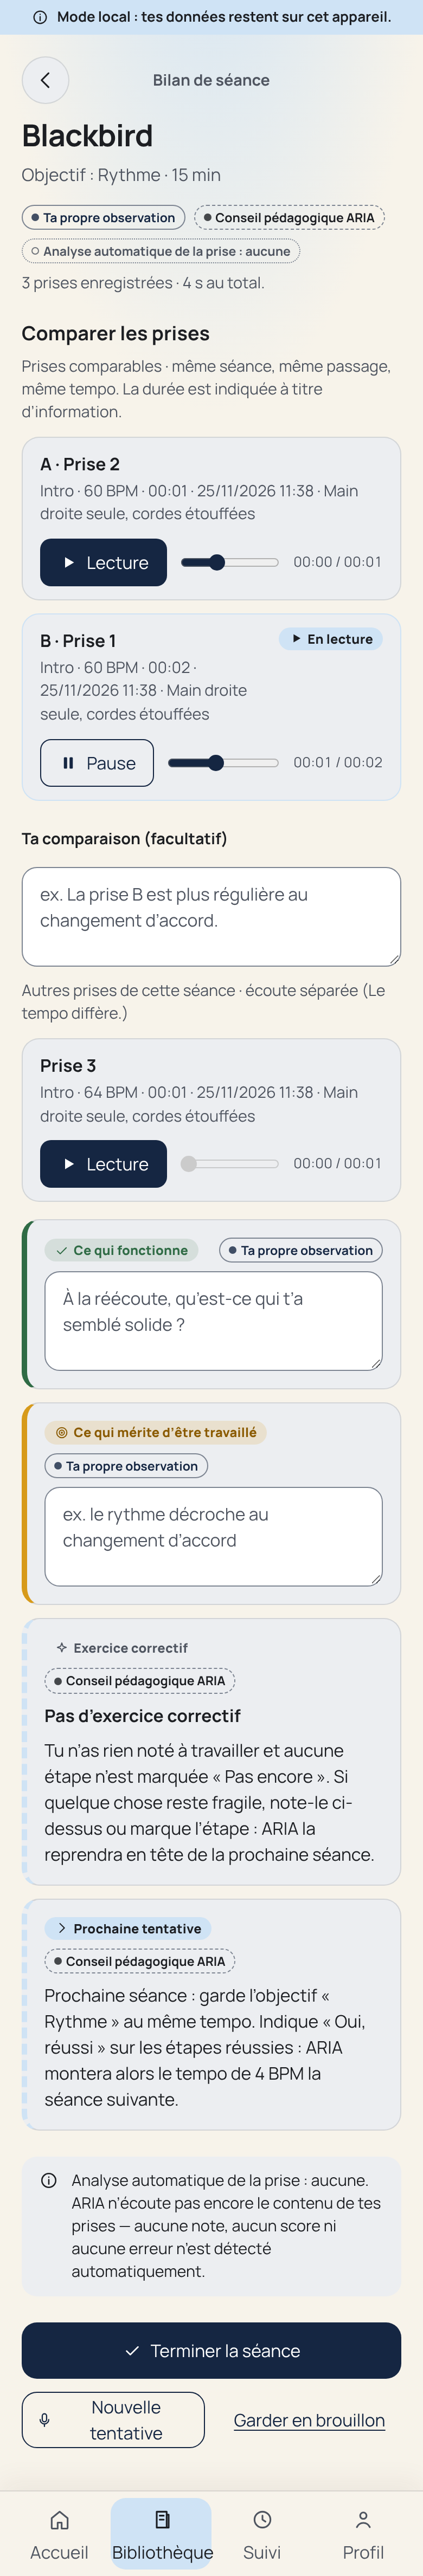 Mode local : tes données restent sur cet appareil.
Bilan de séance
Blackbird
Objectif : Rythme · 15 min
Ta propre observation
Conseil pédagogique ARIA
Analyse automatique de la prise : aucune
3 prises enregistrées · 4 s au total.
Comparer les prises
Prises comparables · même séance, même passage,
même tempo. La durée est indiquée à titre
d’information.
A · Prise 2
Intro · 60 BPM · 00:01 · 25/11/2026 11:38 · Main
droite seule, cordes étouffées
Lecture
00:00 / 00:01
B · Prise 1
En lecture
Intro · 60 BPM · 00:02 ·
25/11/2026 11:38 · Main droite
seule, cordes étouffées
Pause
00:01 / 00:02
Ta comparaison (facultatif)
ex. La prise B est plus régulière au
changement d’accord.
Autres prises de cette séance · écoute séparée (Le
tempo diffère.)
Prise 3
Intro · 64 BPM · 00:01 · 25/11/2026 11:38 · Main
droite seule, cordes étouffées
Lecture
00:00 / 00:01
Ce qui fonctionne
Ta propre observation
À la réécoute, qu’est-ce qui t’a
semblé solide ?
Ce qui mérite d’être travaillé
Ta propre observation
ex. le rythme décroche au
changement d’accord
Exercice correctif
Conseil pédagogique ARIA
Pas d’exercice correctif
Tu n’as rien noté à travailler et aucune
étape n’est marquée « Pas encore ». Si
quelque chose reste fragile, note-le ci-
dessus ou marque l’étape : ARIA la
reprendra en tête de la prochaine séance.
Prochaine tentative
Conseil pédagogique ARIA
Prochaine séance : garde l’objectif «
Rythme » au même tempo. Indique « Oui,
réussi » sur les étapes réussies : ARIA
montera alors le tempo de 4 BPM la
séance suivante.
Analyse automatique de la prise : aucune.
ARIA n’écoute pas encore le contenu de tes
prises — aucune note, aucun score ni
aucune erreur n’est détecté
automatiquement.
Terminer la séance
Nouvelle
tentative
Garder en brouillon
Accueil
Bibliothèque
Suivi
Profil